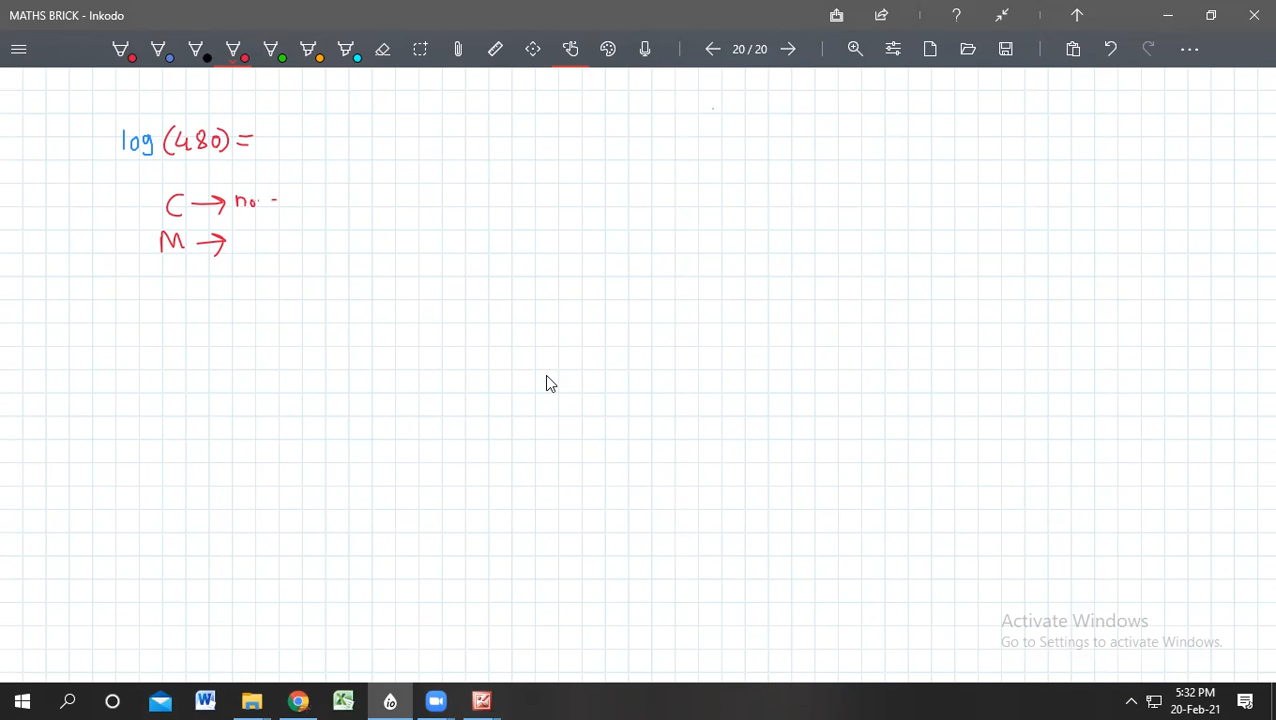 MATHS BRICK - Inkodo
20 / 20
log (480) =
C → no. -
M →
Activate Windows
Go to Settings to activate Windows.
5:32 PM
20-Feb-21